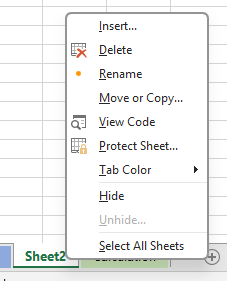 Insert...
Delete
Rename
Move or Copy...
View Code
Protect Sheet...
Tab Color
Hide
Unhide...
Select All Sheets
Sheet2